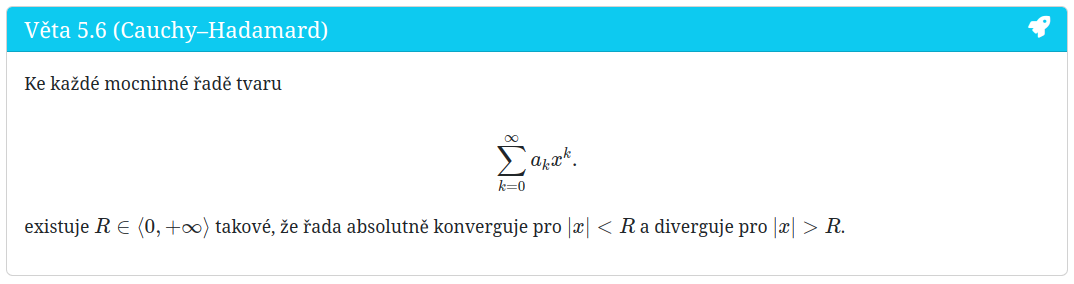 Věta 5.6 (Cauchy–Hadamard)
Ke každé mocninné řadě tvaru
$$\sum_{k=0}^{\infty} a_k x^k.$$
existuje $R \in \langle 0, +\infty \rangle$ takové, že řada absolutně konverguje pro $|x| < R$ a diverguje pro $|x| > R$.